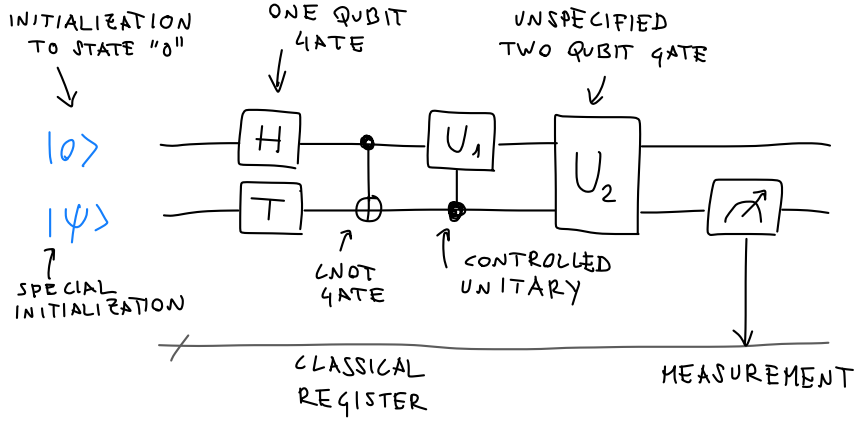 INITIALIZATION
TO STATE "0"
ONE QUBIT
GATE
UNSPECIFIED
TWO QUBIT GATE
|0⟩
H
U₁
U₂
|ψ⟩
T
SPECIAL
INITIALIZATION
CNOT
GATE
CONTROLLED
UNITARY
CLASSICAL
REGISTER
MEASUREMENT